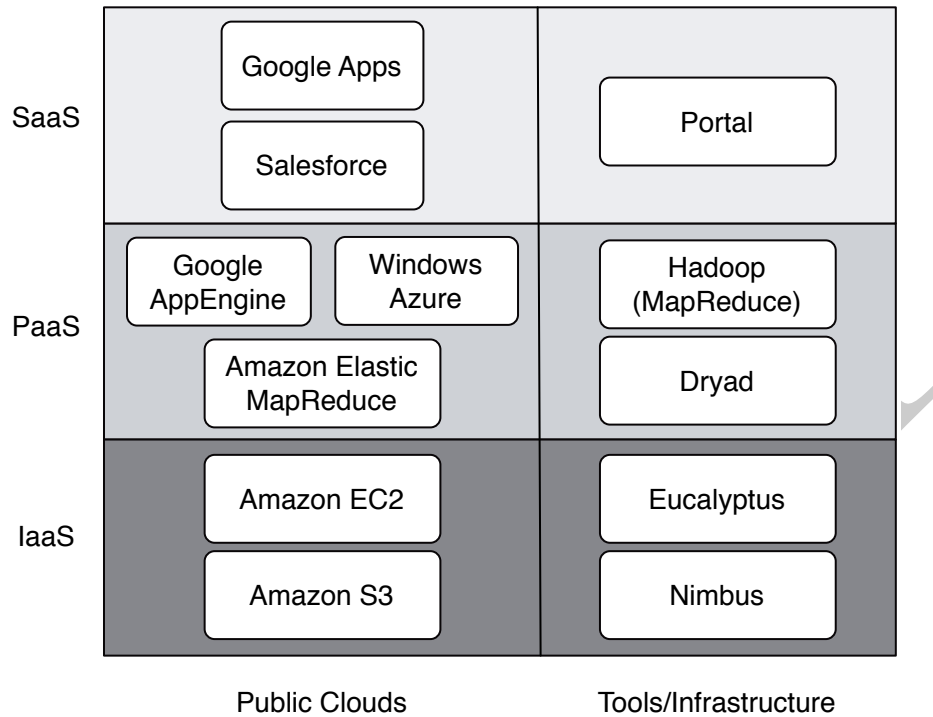 SaaS
Google Apps
Salesforce
Portal
PaaS
Google
AppEngine
Windows
Azure
Amazon Elastic
MapReduce
Hadoop
(MapReduce)
Dryad
IaaS
Amazon EC2
Amazon S3
Eucalyptus
Nimbus
Public Clouds
Tools/Infrastructure